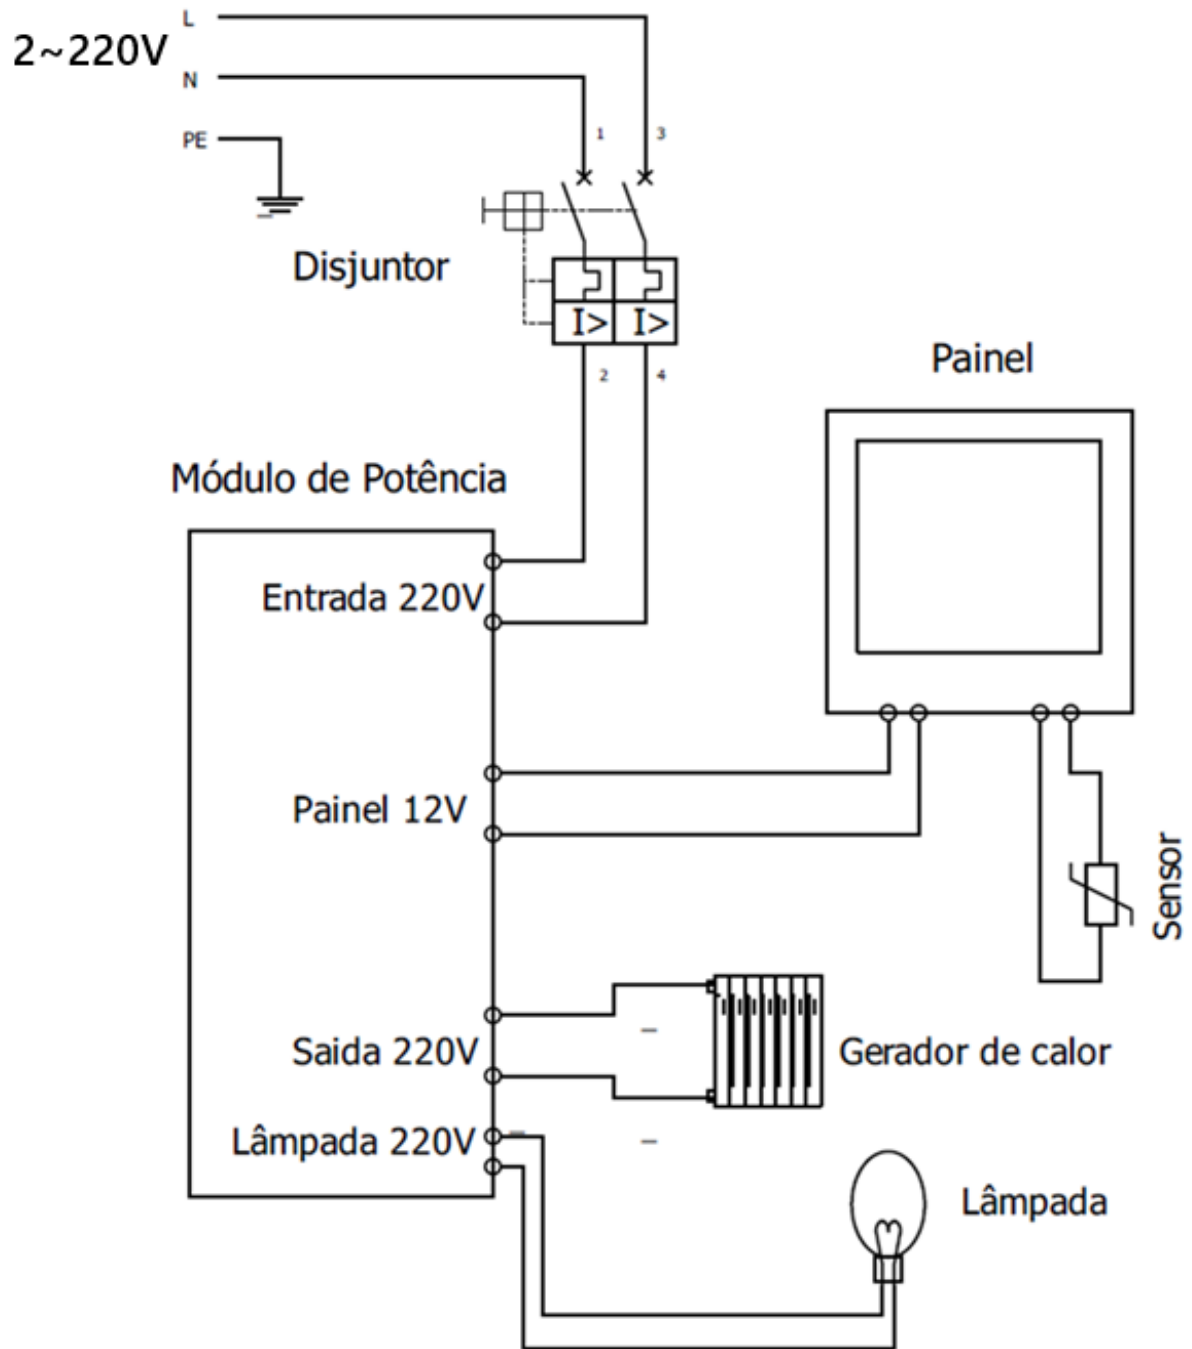 L
2~220V
N
PE
1
3
Disjuntor
I>
I>
2
4
Painel
Módulo de Potência
Entrada 220V
Painel 12V
Sensor
Saida 220V
Gerador de calor
Lâmpada 220V
Lâmpada